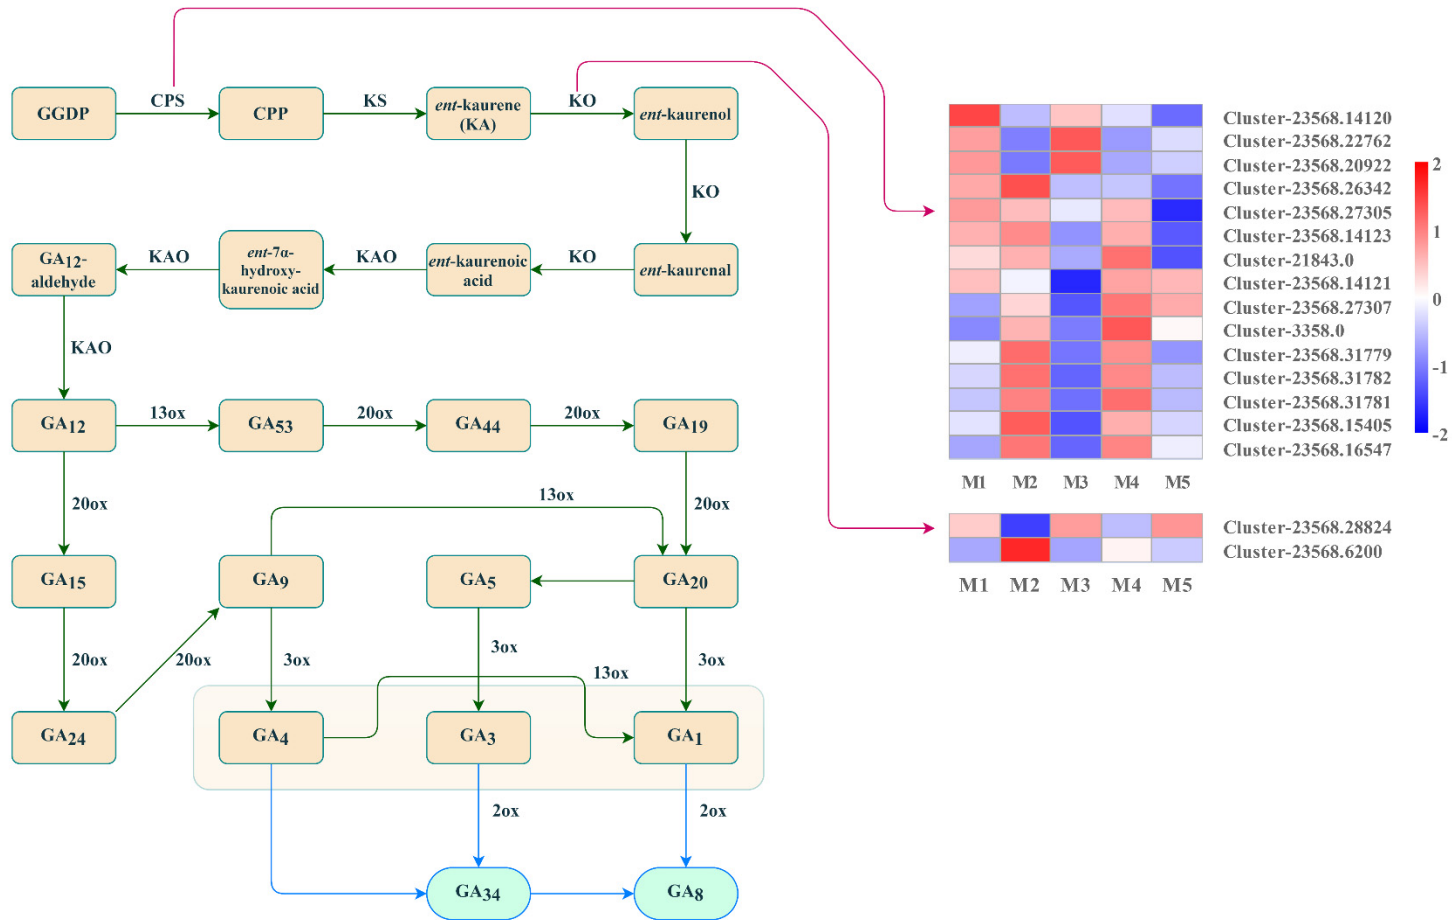 GGDP
CPS
CPP
KS
ent-kaurene
(KA)
KO
ent-kaurenol
KO
GA12-
aldehyde
KAO
ent-7α-
hydroxy-
kaurenoic acid
KAO
ent-kaurenoic
acid
KO
ent-kaurenal
KAO
GA12
13ox
GA53
20ox
GA44
20ox
GA19
20ox
13ox
20ox
GA15
GA9
GA5
GA20
20ox
20ox
3ox
3ox
13ox
3ox
GA24
GA4
GA3
GA1
2ox
2ox
GA34
GA8
Cluster-23568.14120
Cluster-23568.22762
Cluster-23568.20922
Cluster-23568.26342
Cluster-23568.27305
Cluster-23568.14123
Cluster-21843.0
Cluster-23568.14121
Cluster-23568.27307
Cluster-3358.0
Cluster-23568.31779
Cluster-23568.31782
Cluster-23568.31781
Cluster-23568.15405
Cluster-23568.16547
M1 M2 M3 M4 M5
2
1
0
-1
-2
Cluster-23568.28824
Cluster-23568.6200
M1 M2 M3 M4 M5